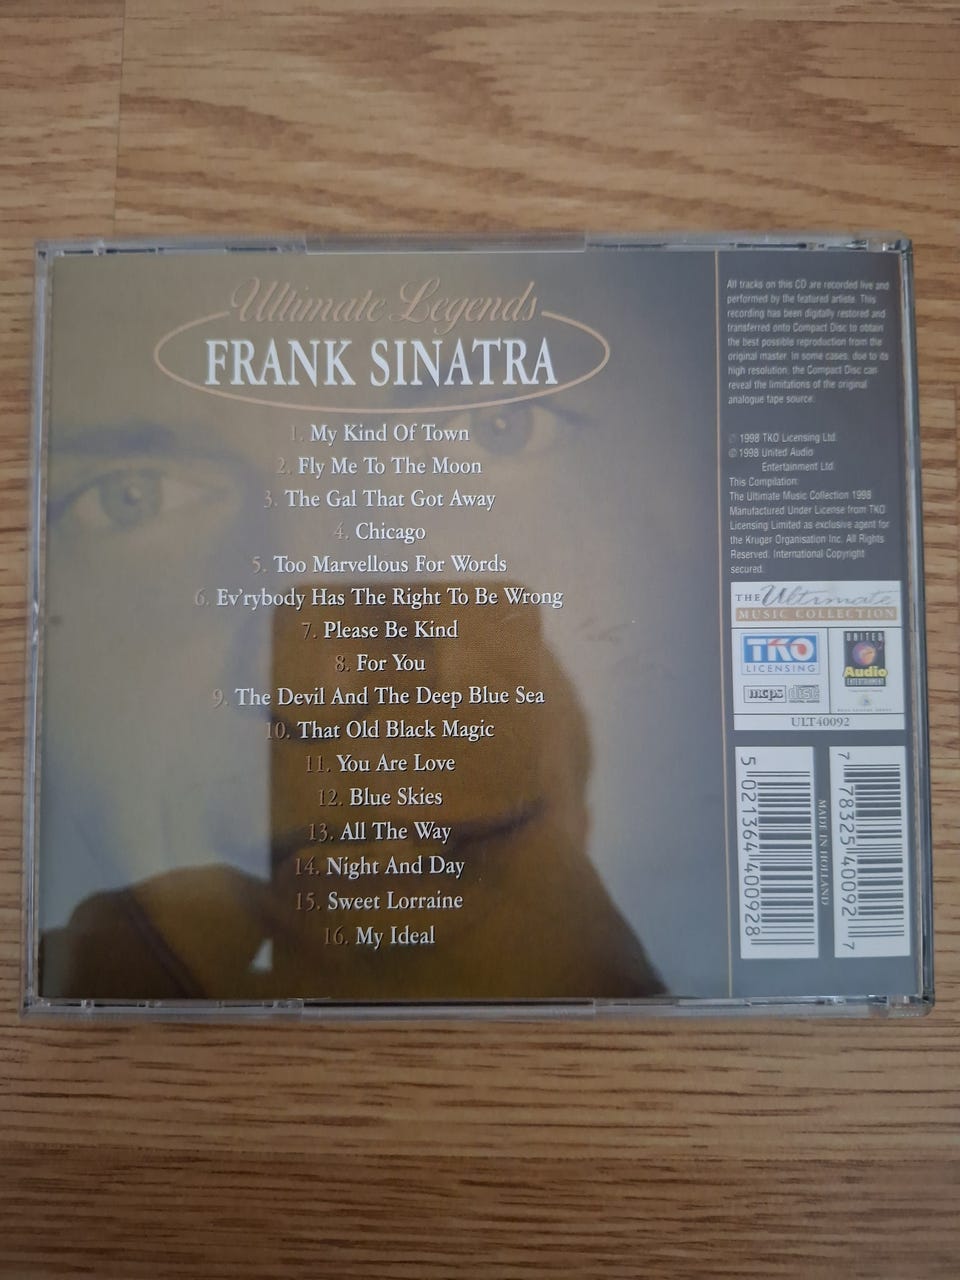 Ultimate Legends
FRANK SINATRA
1. My Kind Of Town
2. Fly Me To The Moon
3. The Gal That Got Away
4. Chicago
5. Too Marvellous For Words
6. Ev'rybody Has The Right To Be Wrong
7. Please Be Kind
8. For You
9. The Devil And The Deep Blue Sea
10. That Old Black Magic
11. You Are Love
12. Blue Skies
13. All The Way
14. Night And Day
15. Sweet Lorraine
16. My Ideal
All tracks on this CD are recorded live and
performed by the featured artiste. This
recording has been digitally restored and
transferred onto Compact Disc to obtain
the best possible reproduction from the
original master. In some cases, due to its
high resolution, the Compact Disc can
reveal the limitations of the original
analogue tape source.
℗ 1998 TKO Licensing Ltd.
© 1998 United Audio
Entertainment Ltd.
This Compilation:
The Ultimate Music Collection 1998
Manufactured Under License from TKO
Licensing Limited as exclusive agent for
the Kruger Organisation Inc. All Rights
Reserved. International Copyright
secured.
THE Ultimate
MUSIC COLLECTION
TKO
LICENSING
UNITED
Audio
ENTERTAINMENT
mcps disc
DIGITAL AUDIO
ULT40092
5 021364 400928
MADE IN HOLLAND
7 78325 40092 7